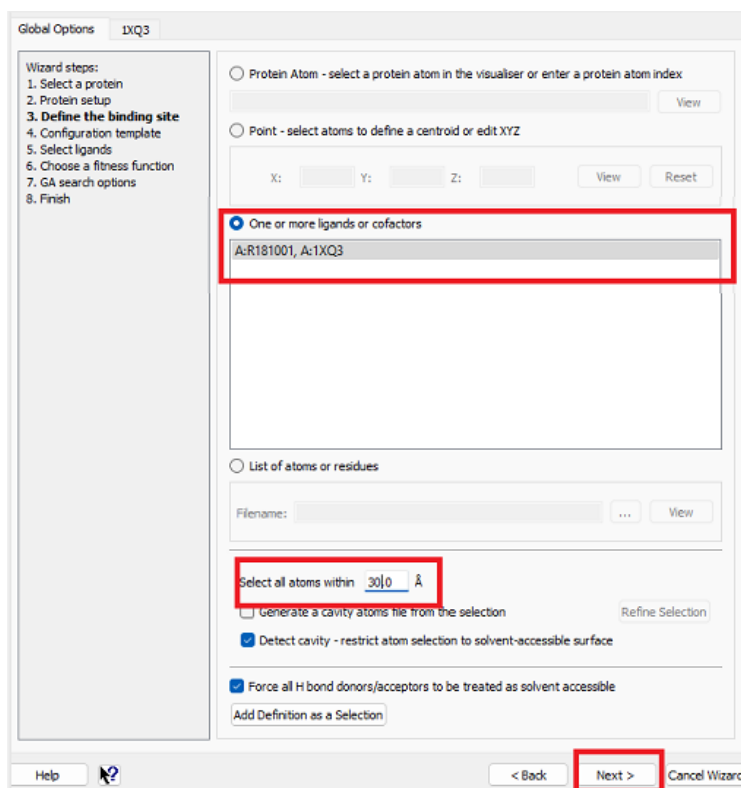 Global Options
1XQ3
Wizard steps:
1. Select a protein
2. Protein setup
3. Define the binding site
4. Configuration template
5. Select ligands
6. Choose a fitness function
7. GA search options
8. Finish
Protein Atom - select a protein atom in the visualiser or enter a protein atom index
View
Point - select atoms to define a centroid or edit XYZ
X: Y: Z: View Reset
One or more ligands or cofactors
A:R181001, A:1XQ3
List of atoms or residues
Filename: ... View
Select all atoms within 30.0 Å
Generate a cavity atoms file from the selection Refine Selection
Detect cavity - restrict atom selection to solvent-accessible surface
Force all H bond donors/acceptors to be treated as solvent accessible
Add Definition as a Selection
Help ? < Back Next > Cancel Wizard